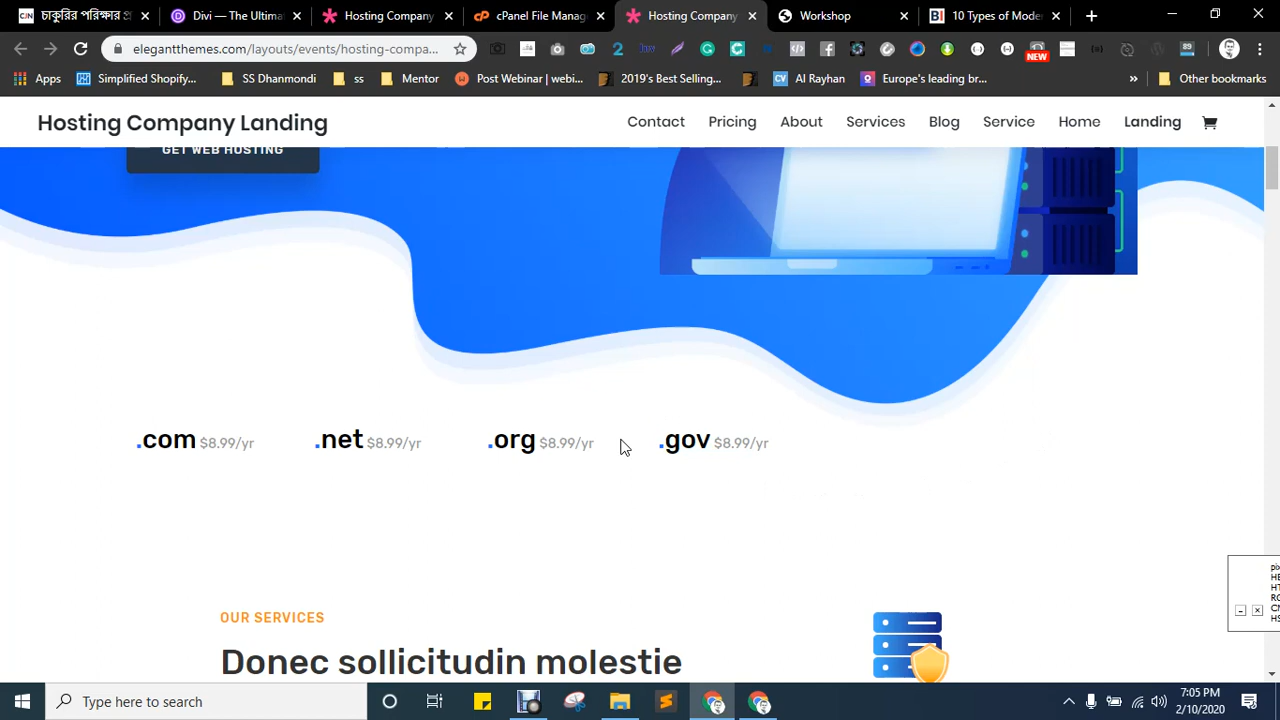 চাকুরির পরিক্ষার প্র
Divi — The Ultima
Hosting Company
cPanel File Manag
Hosting Company
Workshop
10 Types of Moder
elegantthemes.com/layouts/events/hosting-compa...
NEW
89
Apps
Simplified Shopify...
SS Dhanmondi
ss
Mentor
Post Webinar | webi...
2019's Best Selling...
CV Al Rayhan
Europe's leading br...
»
Other bookmarks
Hosting Company Landing
Contact
Pricing
About
Services
Blog
Service
Home
Landing
GET WEB HOSTING
.com $8.99/yr
.net $8.99/yr
.org $8.99/yr
.gov $8.99/yr
OUR SERVICES
Donec sollicitudin molestie
Type here to search
7:05 PM
2/10/2020